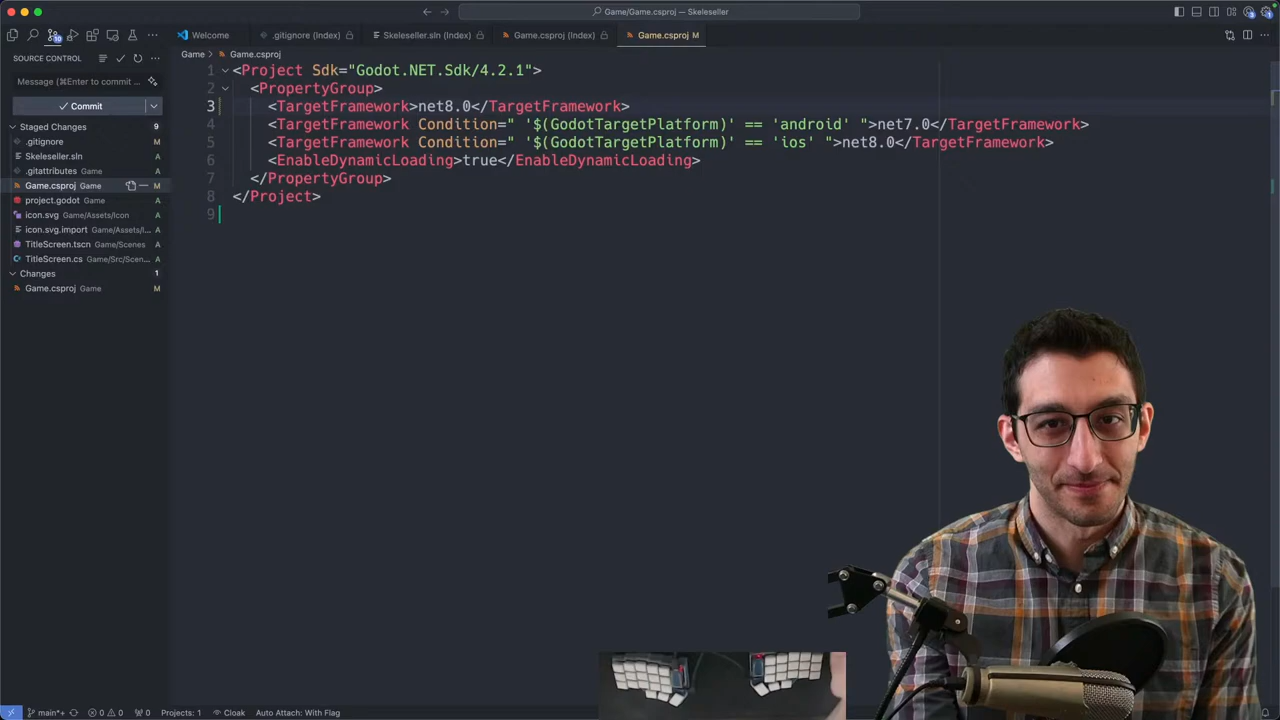 Game/Game.csproj — Skeleseller
Welcome
.gitignore (Index)
Skeleseller.sln (Index)
Game.csproj (Index)
Game.csproj M
SOURCE CONTROL
Game
Game.csproj
Message (⌘Enter to commit ...
Commit
Staged Changes 9
.gitignore A
Skeleseller.sln A
.gitattributes Game A
Game.csproj Game M
project.godot Game A
icon.svg Game/Assets/Icon A
icon.svg.import Game/Assets/I... A
TitleScreen.tscn Game/Scenes A
TitleScreen.cs Game/Src/Scen... A
Changes 1
Game.csproj Game M
1 <Project Sdk="Godot.NET.Sdk/4.2.1">
2 <PropertyGroup>
3 <TargetFramework>net8.0</TargetFramework>
4 <TargetFramework Condition=" '$(GodotTargetPlatform)' == 'android' ">net7.0</TargetFramework>
5 <TargetFramework Condition=" '$(GodotTargetPlatform)' == 'ios' ">net8.0</TargetFramework>
6 <EnableDynamicLoading>true</EnableDynamicLoading>
7 </PropertyGroup>
8 </Project>
9
main*+ 0 0 0 Projects: 1 Cloak Auto Attach: With Flag